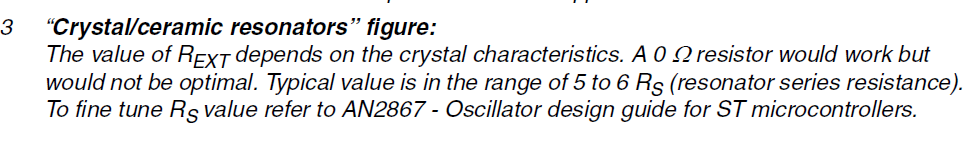 3 “Crystal/ceramic resonators” figure:
The value of REXT depends on the crystal characteristics. A 0 Ω resistor would work but
would not be optimal. Typical value is in the range of 5 to 6 RS (resonator series resistance).
To fine tune RS value refer to AN2867 - Oscillator design guide for ST microcontrollers.